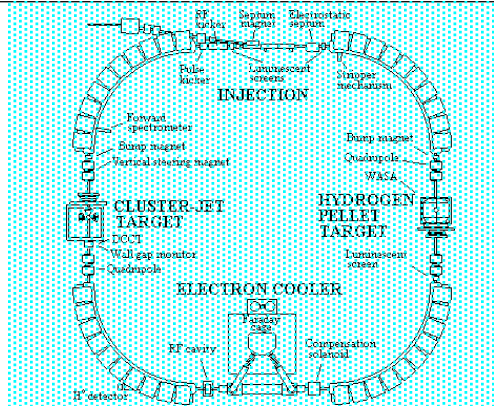 RF
kicker
Septum
magnet
Electrostatic
septum
Pulse
kicker
Luminescent
screens
Stripper
mechanism
INJECTION
Forward
spectrometer
Bump magnet
Vertical steering magnet
Bump magnet
Quadrupole
WASA
CLUSTER-JET
TARGET
HYDROGEN
PELLET
TARGET
DCCT
Wall gap monitor
Quadrupole
Luminescent
screen
ELECTRON COOLER
Faraday
cage
RF cavity
Compensation
solenoid
H° detector